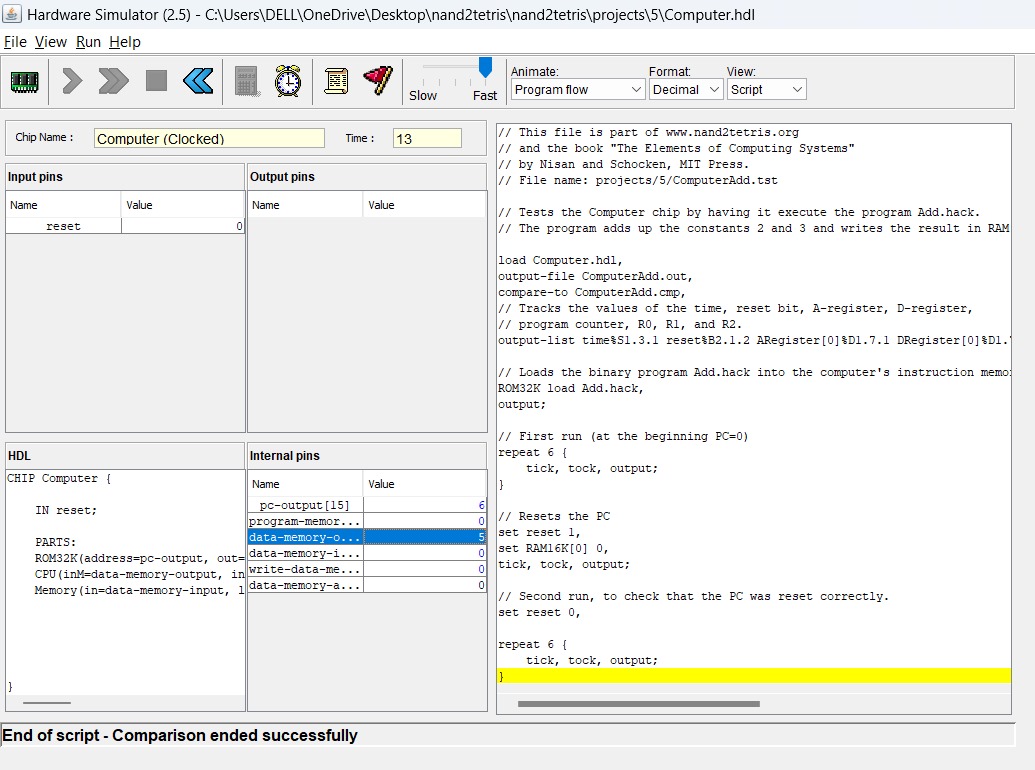 Hardware Simulator (2.5) - C:\Users\DELL\OneDrive\Desktop\nand2tetris\nand2tetris\projects\5\Computer.hdl
File View Run Help
Slow Fast
Animate: Format: View:
Program flow Decimal Script
Chip Name : Computer (Clocked) Time : 13
Input pins
Name Value
reset 0
Output pins
Name Value
HDL
CHIP Computer {
IN reset;
PARTS:
ROM32K(address=pc-output, out=
CPU(inM=data-memory-output, in
Memory(in=data-memory-input, l
}
Internal pins
Name Value
pc-output[15] 6
program-memor... 0
data-memory-o... 5
data-memory-i... 0
write-data-me... 0
data-memory-a... 0
// This file is part of www.nand2tetris.org
// and the book "The Elements of Computing Systems"
// by Nisan and Schocken, MIT Press.
// File name: projects/5/ComputerAdd.tst
// Tests the Computer chip by having it execute the program Add.hack.
// The program adds up the constants 2 and 3 and writes the result in RAM
load Computer.hdl,
output-file ComputerAdd.out,
compare-to ComputerAdd.cmp,
// Tracks the values of the time, reset bit, A-register, D-register,
// program counter, R0, R1, and R2.
output-list time%S1.3.1 reset%B2.1.2 ARegister[0]%D1.7.1 DRegister[0]%D1.
// Loads the binary program Add.hack into the computer's instruction memo
ROM32K load Add.hack,
output;
// First run (at the beginning PC=0)
repeat 6 {
tick, tock, output;
}
// Resets the PC
set reset 1,
set RAM16K[0] 0,
tick, tock, output;
// Second run, to check that the PC was reset correctly.
set reset 0,
repeat 6 {
tick, tock, output;
}
End of script - Comparison ended successfully